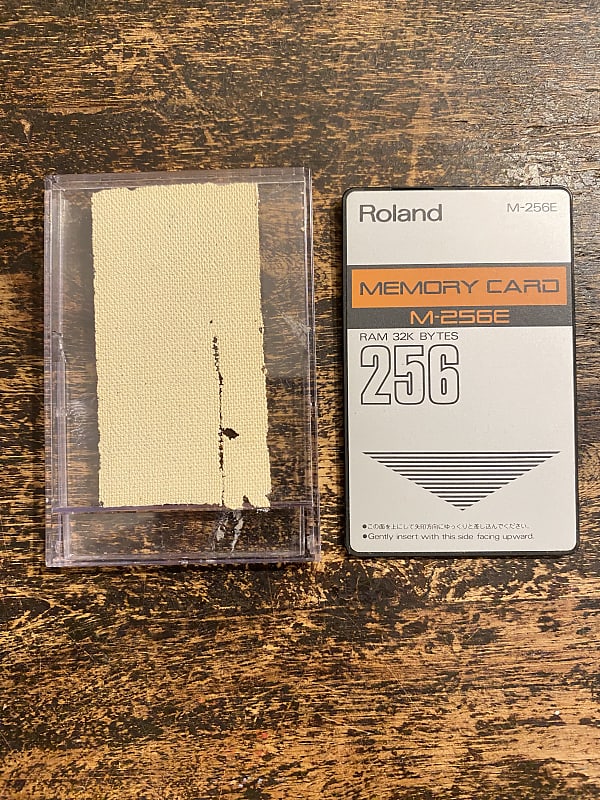 Roland M-256E
MEMORY CARD
M-256E
RAM 32K BYTES
256
●この面を上にして矢印方向にゆっくりと差し込んでください。
●Gently insert with this side facing upward.